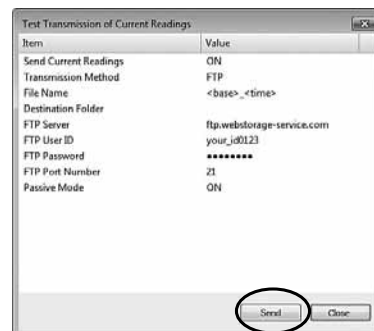 Test Transmission of Current Readings
Item Value
Send Current Readings ON
Transmission Method FTP
File Name <base>_<time>
Destination Folder
FTP Server ftp.webstorage-service.com
FTP User ID your_id0123
FTP Password ●●●●●●●●
FTP Port Number 21
Passive Mode ON
Send Close